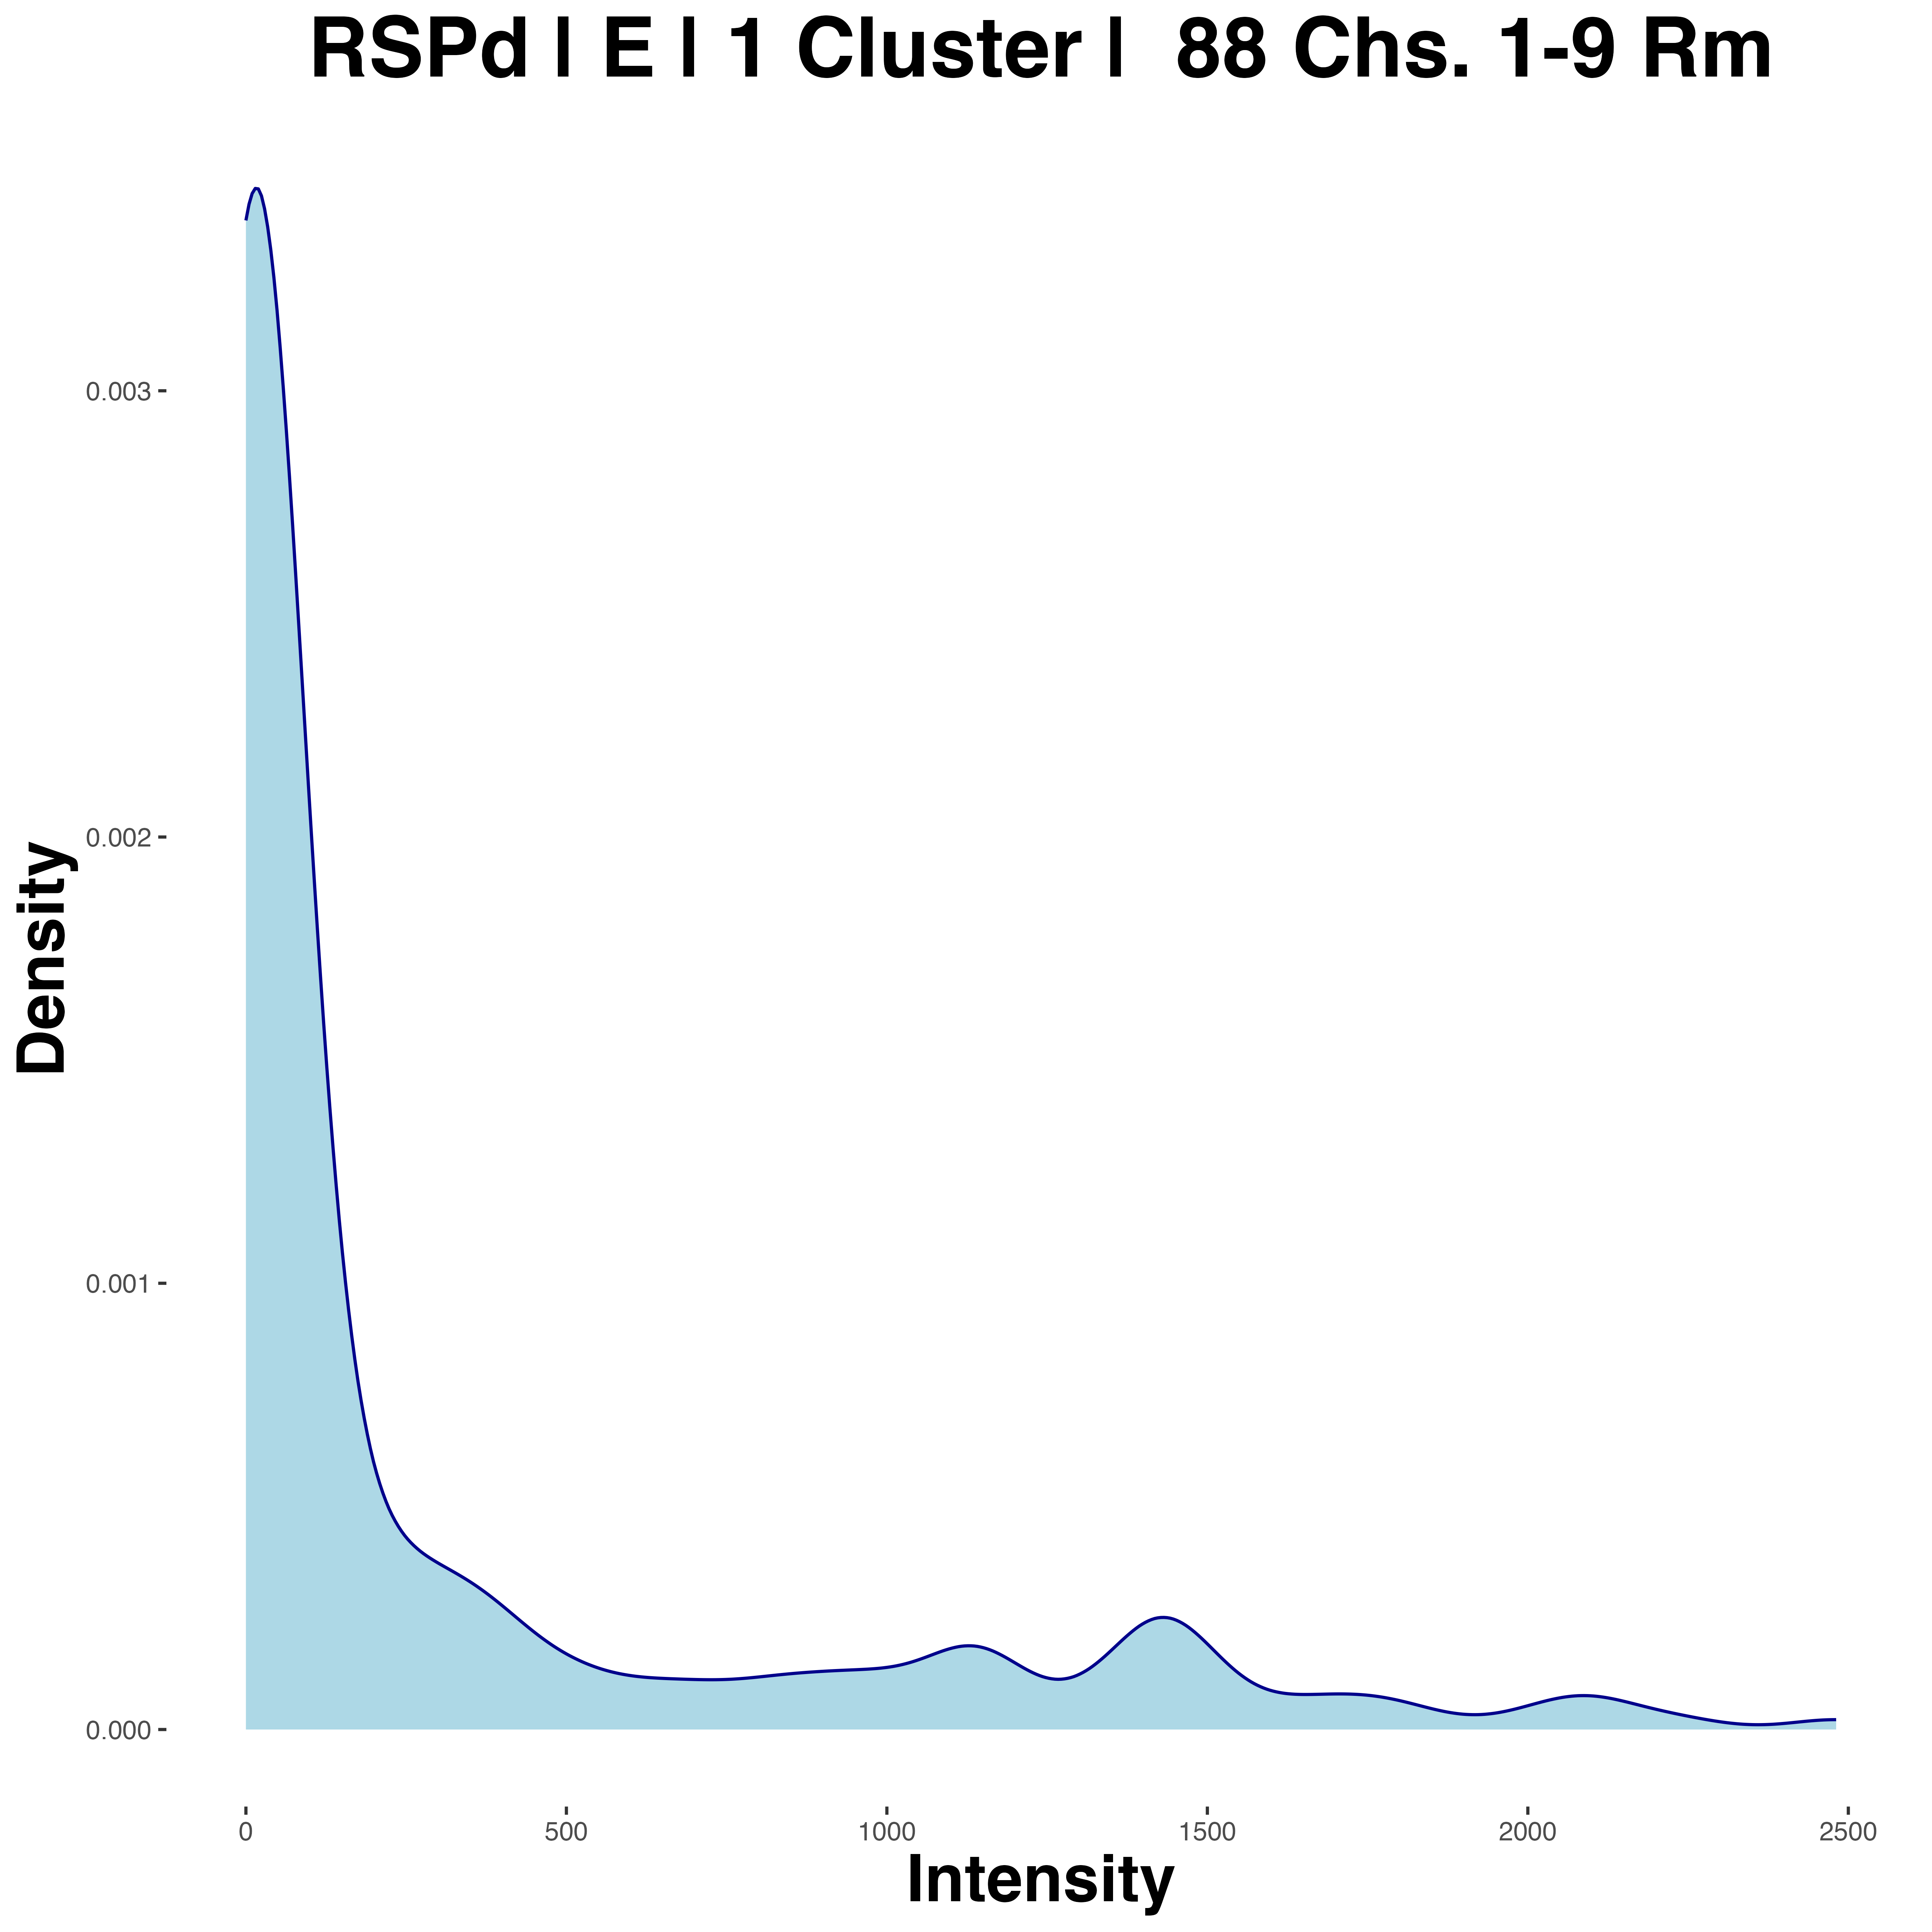 RSPd | E | 1 Cluster |  88 Chs. 1-9 Rm
Density
0.003
0.002
0.001
0.000
0 500 1000 1500 2000 2500
Intensity